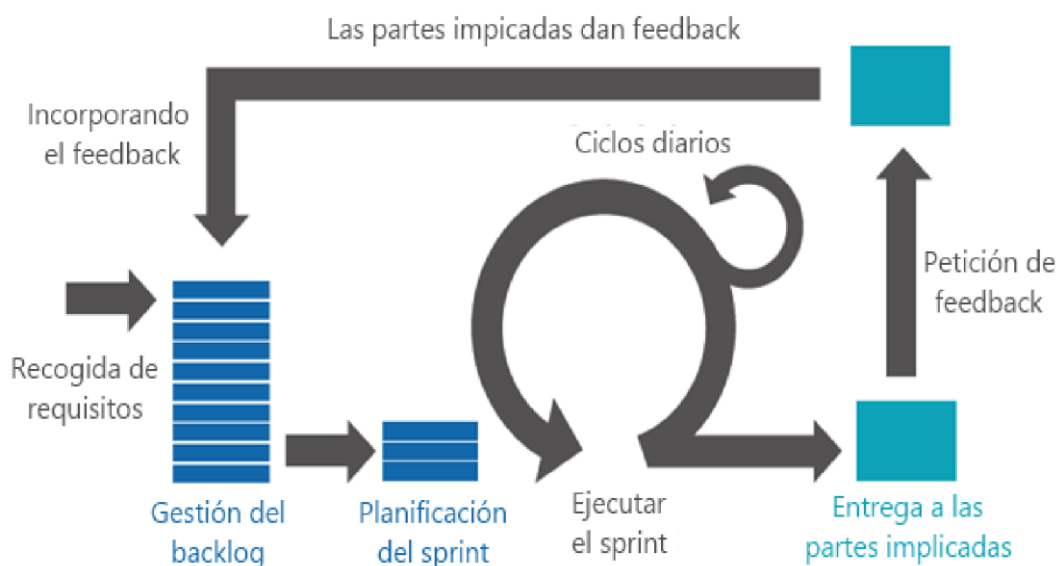 Las partes impicadas dan feedback
Incorporando
el feedback
Ciclos diarios
Petición de
feedback
Recogida de
requisitos
Gestión del
backlog
Planificación
del sprint
Ejecutar
el sprint
Entrega a las
partes implicadas